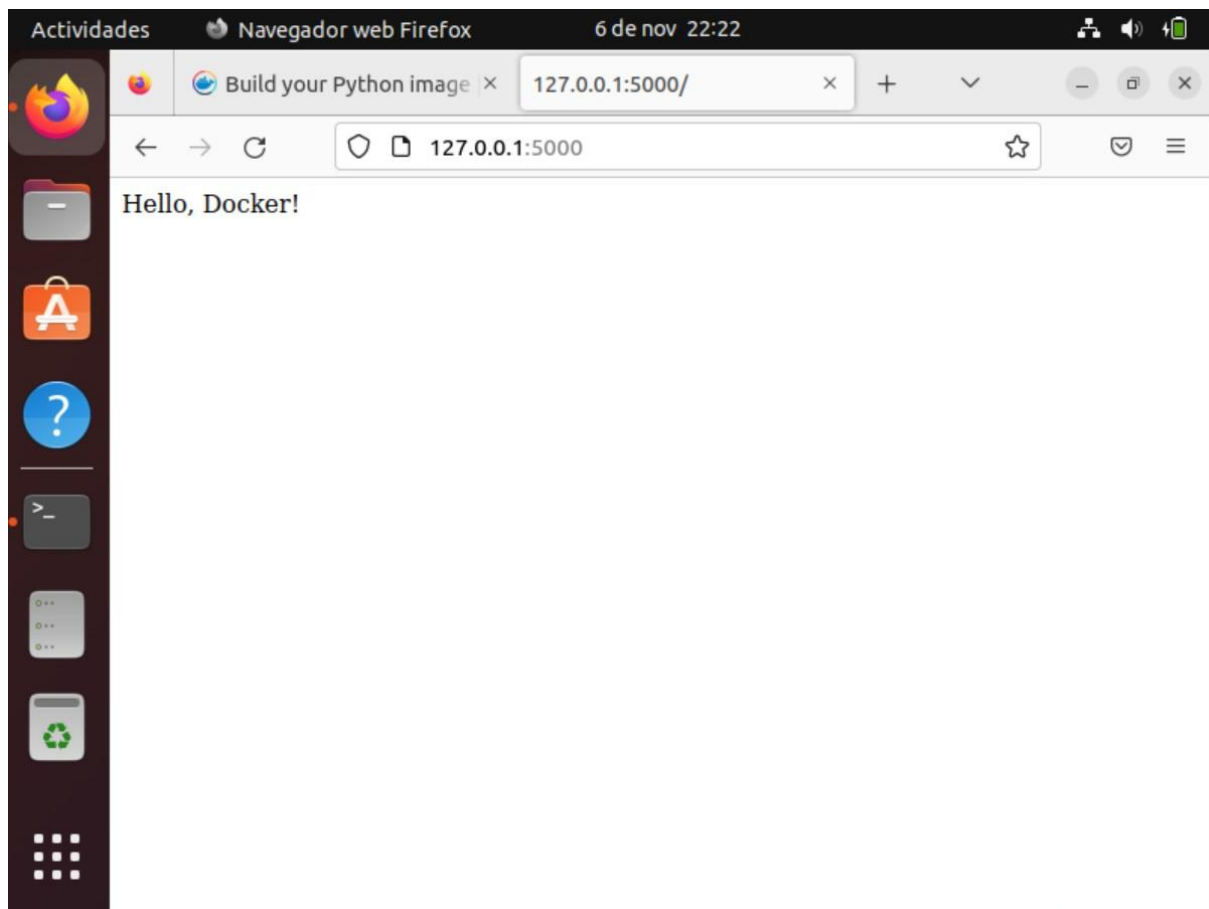 Actividades Navegador web Firefox 6 de nov 22:22
Build your Python image 127.0.0.1:5000/
127.0.0.1:5000
Hello, Docker!